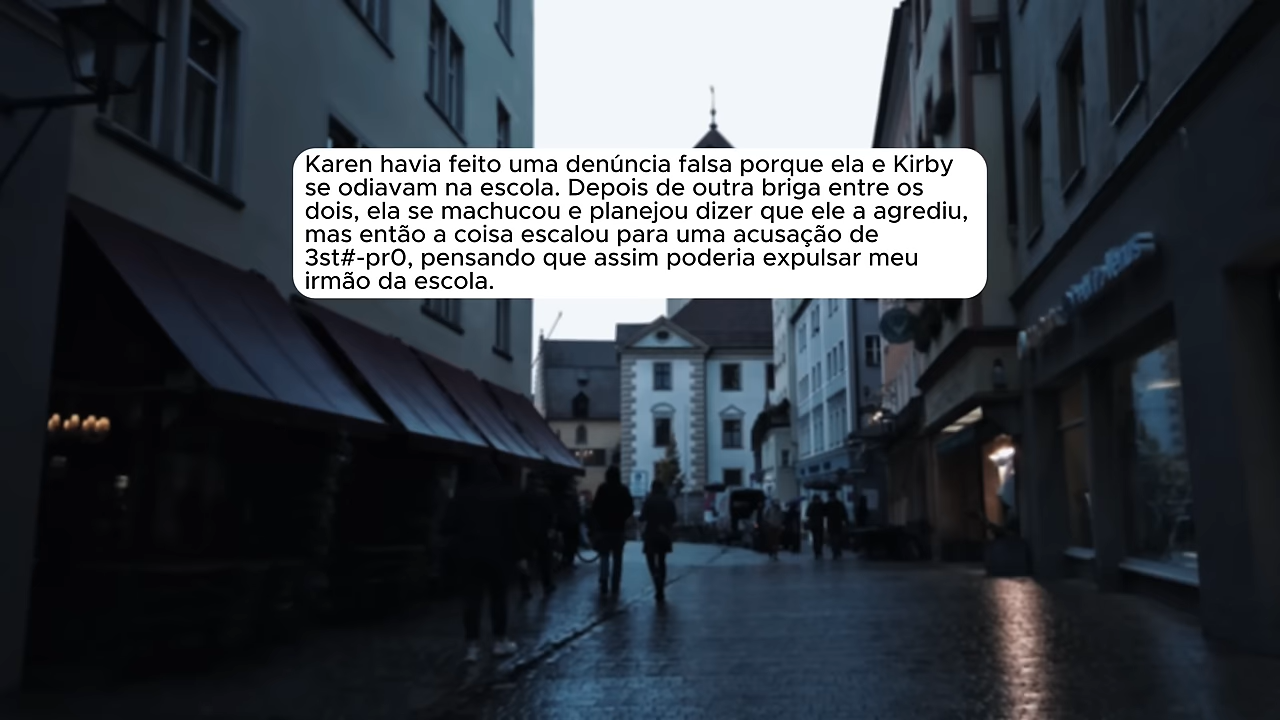 Karen havia feito uma denúncia falsa porque ela e Kirby
se odiavam na escola. Depois de outra briga entre os
dois, ela se machucou e planejou dizer que ele a agrediu,
mas então a coisa escalou para uma acusação de
3st#-pr0, pensando que assim poderia expulsar meu
irmão da escola.